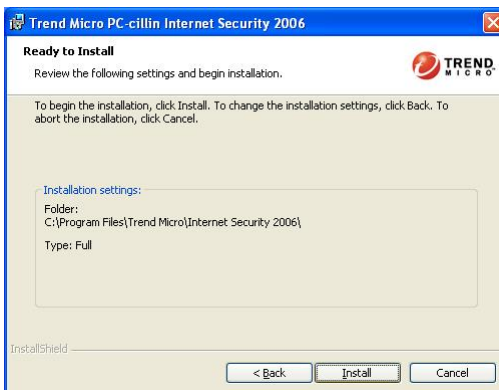 Trend Micro PC-cillin Internet Security 2006
Ready to Install
Review the following settings and begin installation.
TREND
MICRO
To begin the installation, click Install. To change the installation settings, click Back. To
abort the installation, click Cancel.
Installation settings:
Folder:
C:\Program Files\Trend Micro\Internet Security 2006\
Type: Full
InstallShield
< Back
Install
Cancel